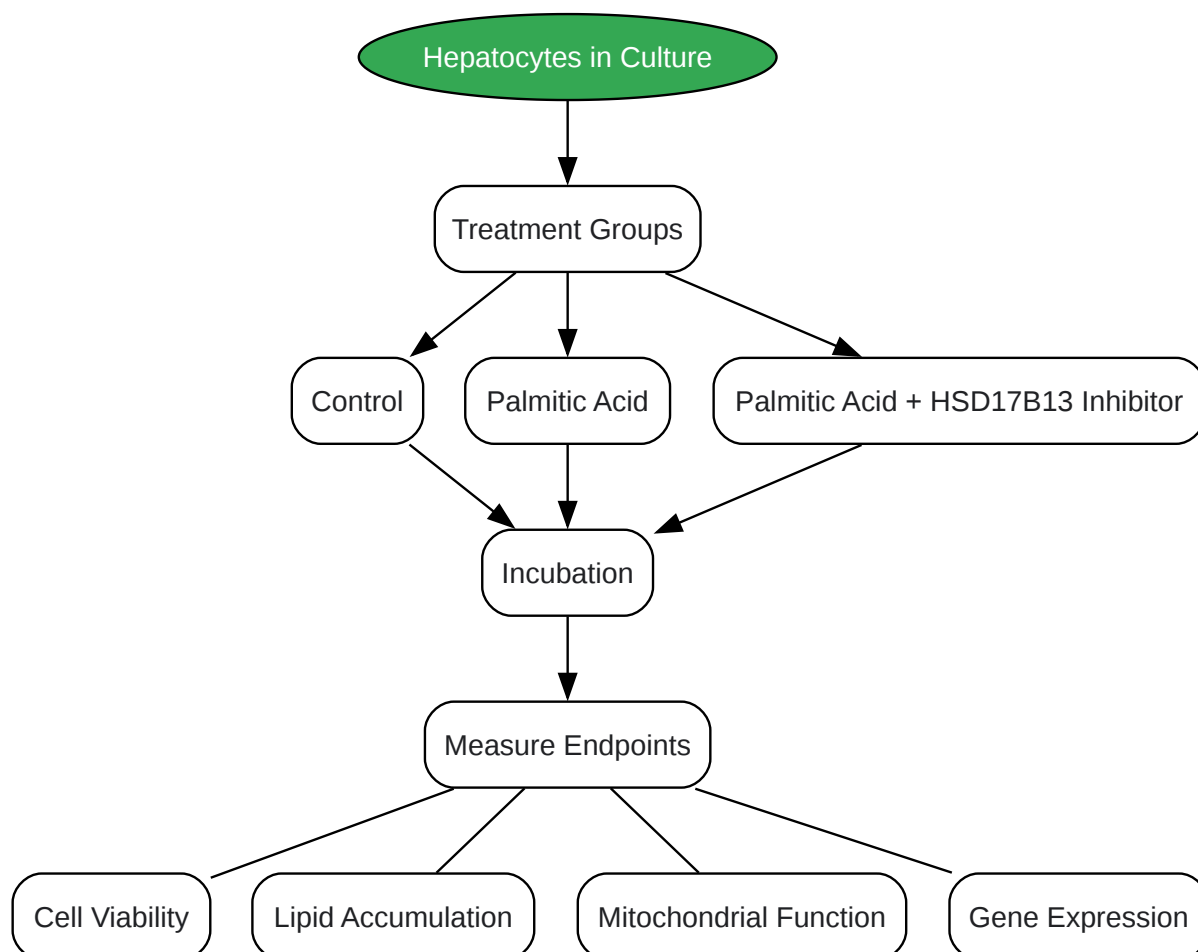 Hepatocytes in Culture
Treatment Groups
Control
Palmitic Acid
Palmitic Acid + HSD17B13 Inhibitor
Incubation
Measure Endpoints
Cell Viability
Lipid Accumulation
Mitochondrial Function
Gene Expression